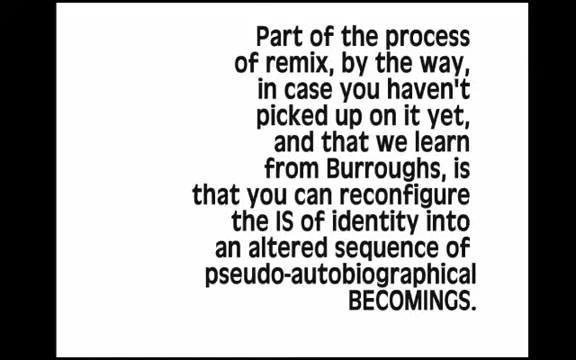 Part of the process
of remix, by the way,
in case you haven't
picked up on it yet,
and that we learn
from Burroughs, is
that you can reconfigure
the IS of identity into
an altered sequence of
pseudo-autobiographical
BECOMINGS.